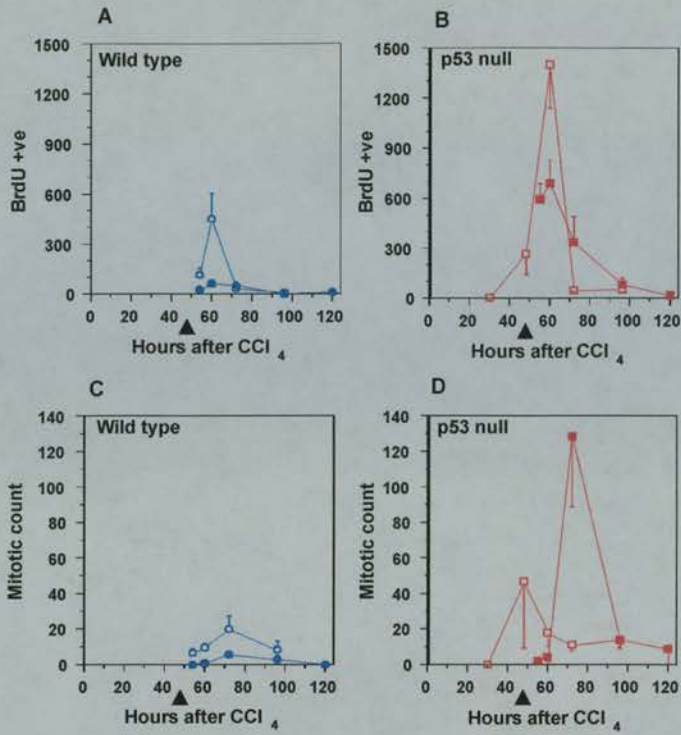 A
B
1500
1200
900
600
300
0
BrdU +ve
Wild type
0 20 40 60 80 100 120
Hours after CCl 4
1500
1200
900
600
300
0
BrdU +ve
p53 null
0 20 40 60 80 100 120
Hours after CCl 4
C
D
140
120
100
80
60
40
20
0
Mitotic count
Wild type
0 20 40 60 80 100 120
Hours after CCl 4
140
120
100
80
60
40
20
0
Mitotic count
p53 null
0 20 40 60 80 100 120
Hours after CCl 4